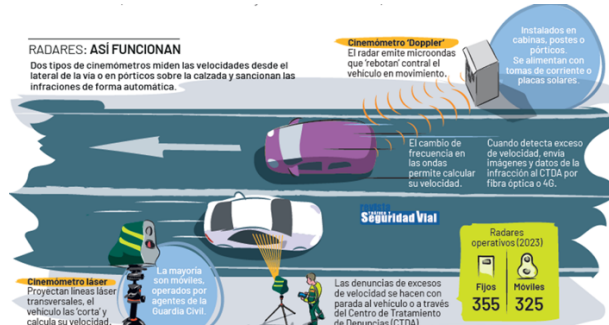 RADARES: ASÍ FUNCIONAN
Dos tipos de cinemómetros miden las velocidades desde el
lateral de la vía o en pórticos sobre la calzada y sancionan las
infraciones de forma automática.
Cinemómetro 'Doppler'
El radar emite microondas
que 'rebotan' contral el
vehículo en movimiento.
Instalados en
cabinas, postes o
pórticos.
Se alimentan con
tomas de corriente o
placas solares.
El cambio de
frecuencia en
las ondas
permite calcular
su velocidad.
Cuando detecta exceso
de velocidad, envía
imágenes y datos de la
infracción al CTDA por
fibra óptica o 4G.
revista
Tráfico y
Seguridad Vial
Cinemómetro láser
Proyectan líneas láser
transversales, el
vehículo las 'corta' y
calcula su velocidad.
La mayoría
son móviles,
operados por
agentes de la
Guardia Civil.
Las denuncias de excesos
de velocidad se hacen con
parada al vehículo o a través
del Centro de Tratamiento
de Denuncias (CTDA)
Radares
operativos (2023)
Fijos
355
Móviles
325